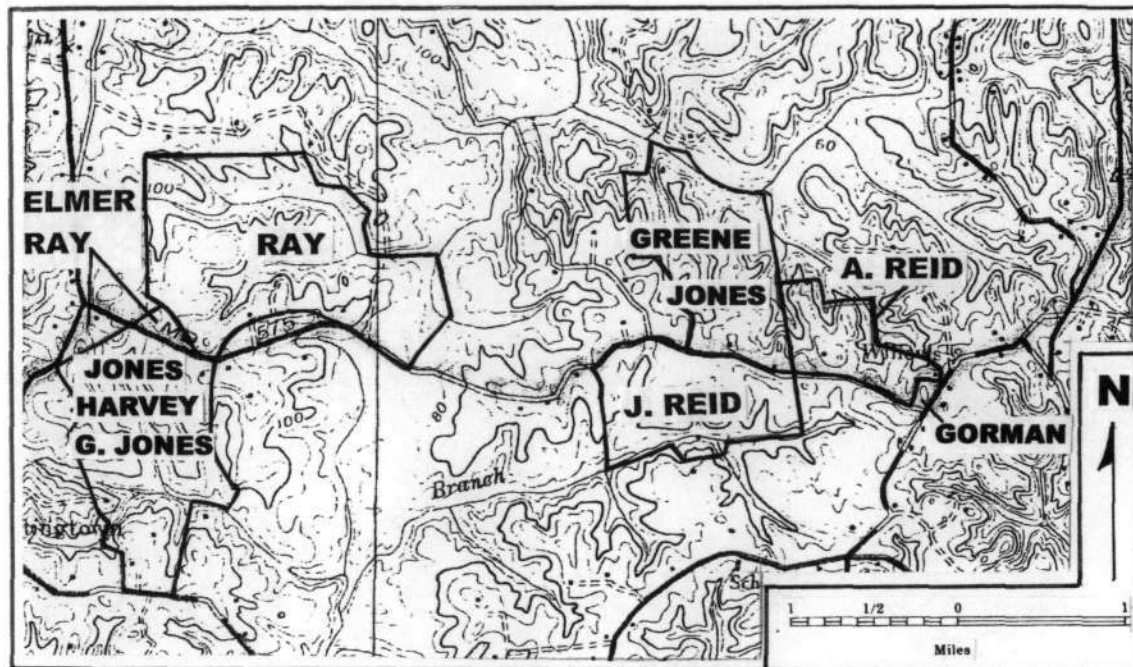 100
60
100
ELMER
RAY
RAY
GREENE
A. REID
JONES
575
JONES
HARVEY
J. REID
80
100
G. JONES
GORMAN
N
Branch
Sch
1 1/2 0 1
Miles